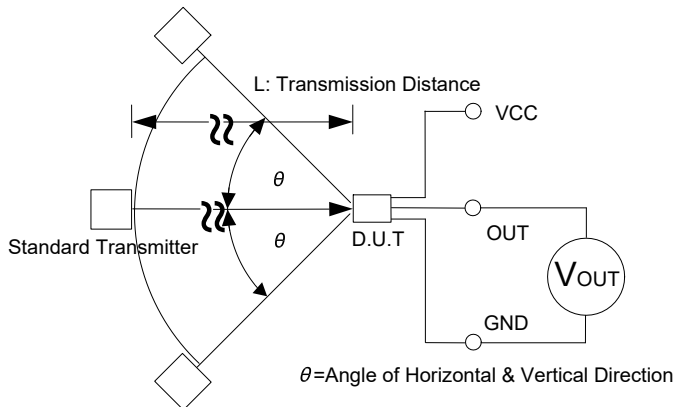 L: Transmission Distance
VCC
θ
Standard Transmitter
D.U.T
OUT
θ
VOUT
GND
θ=Angle of Horizontal & Vertical Direction